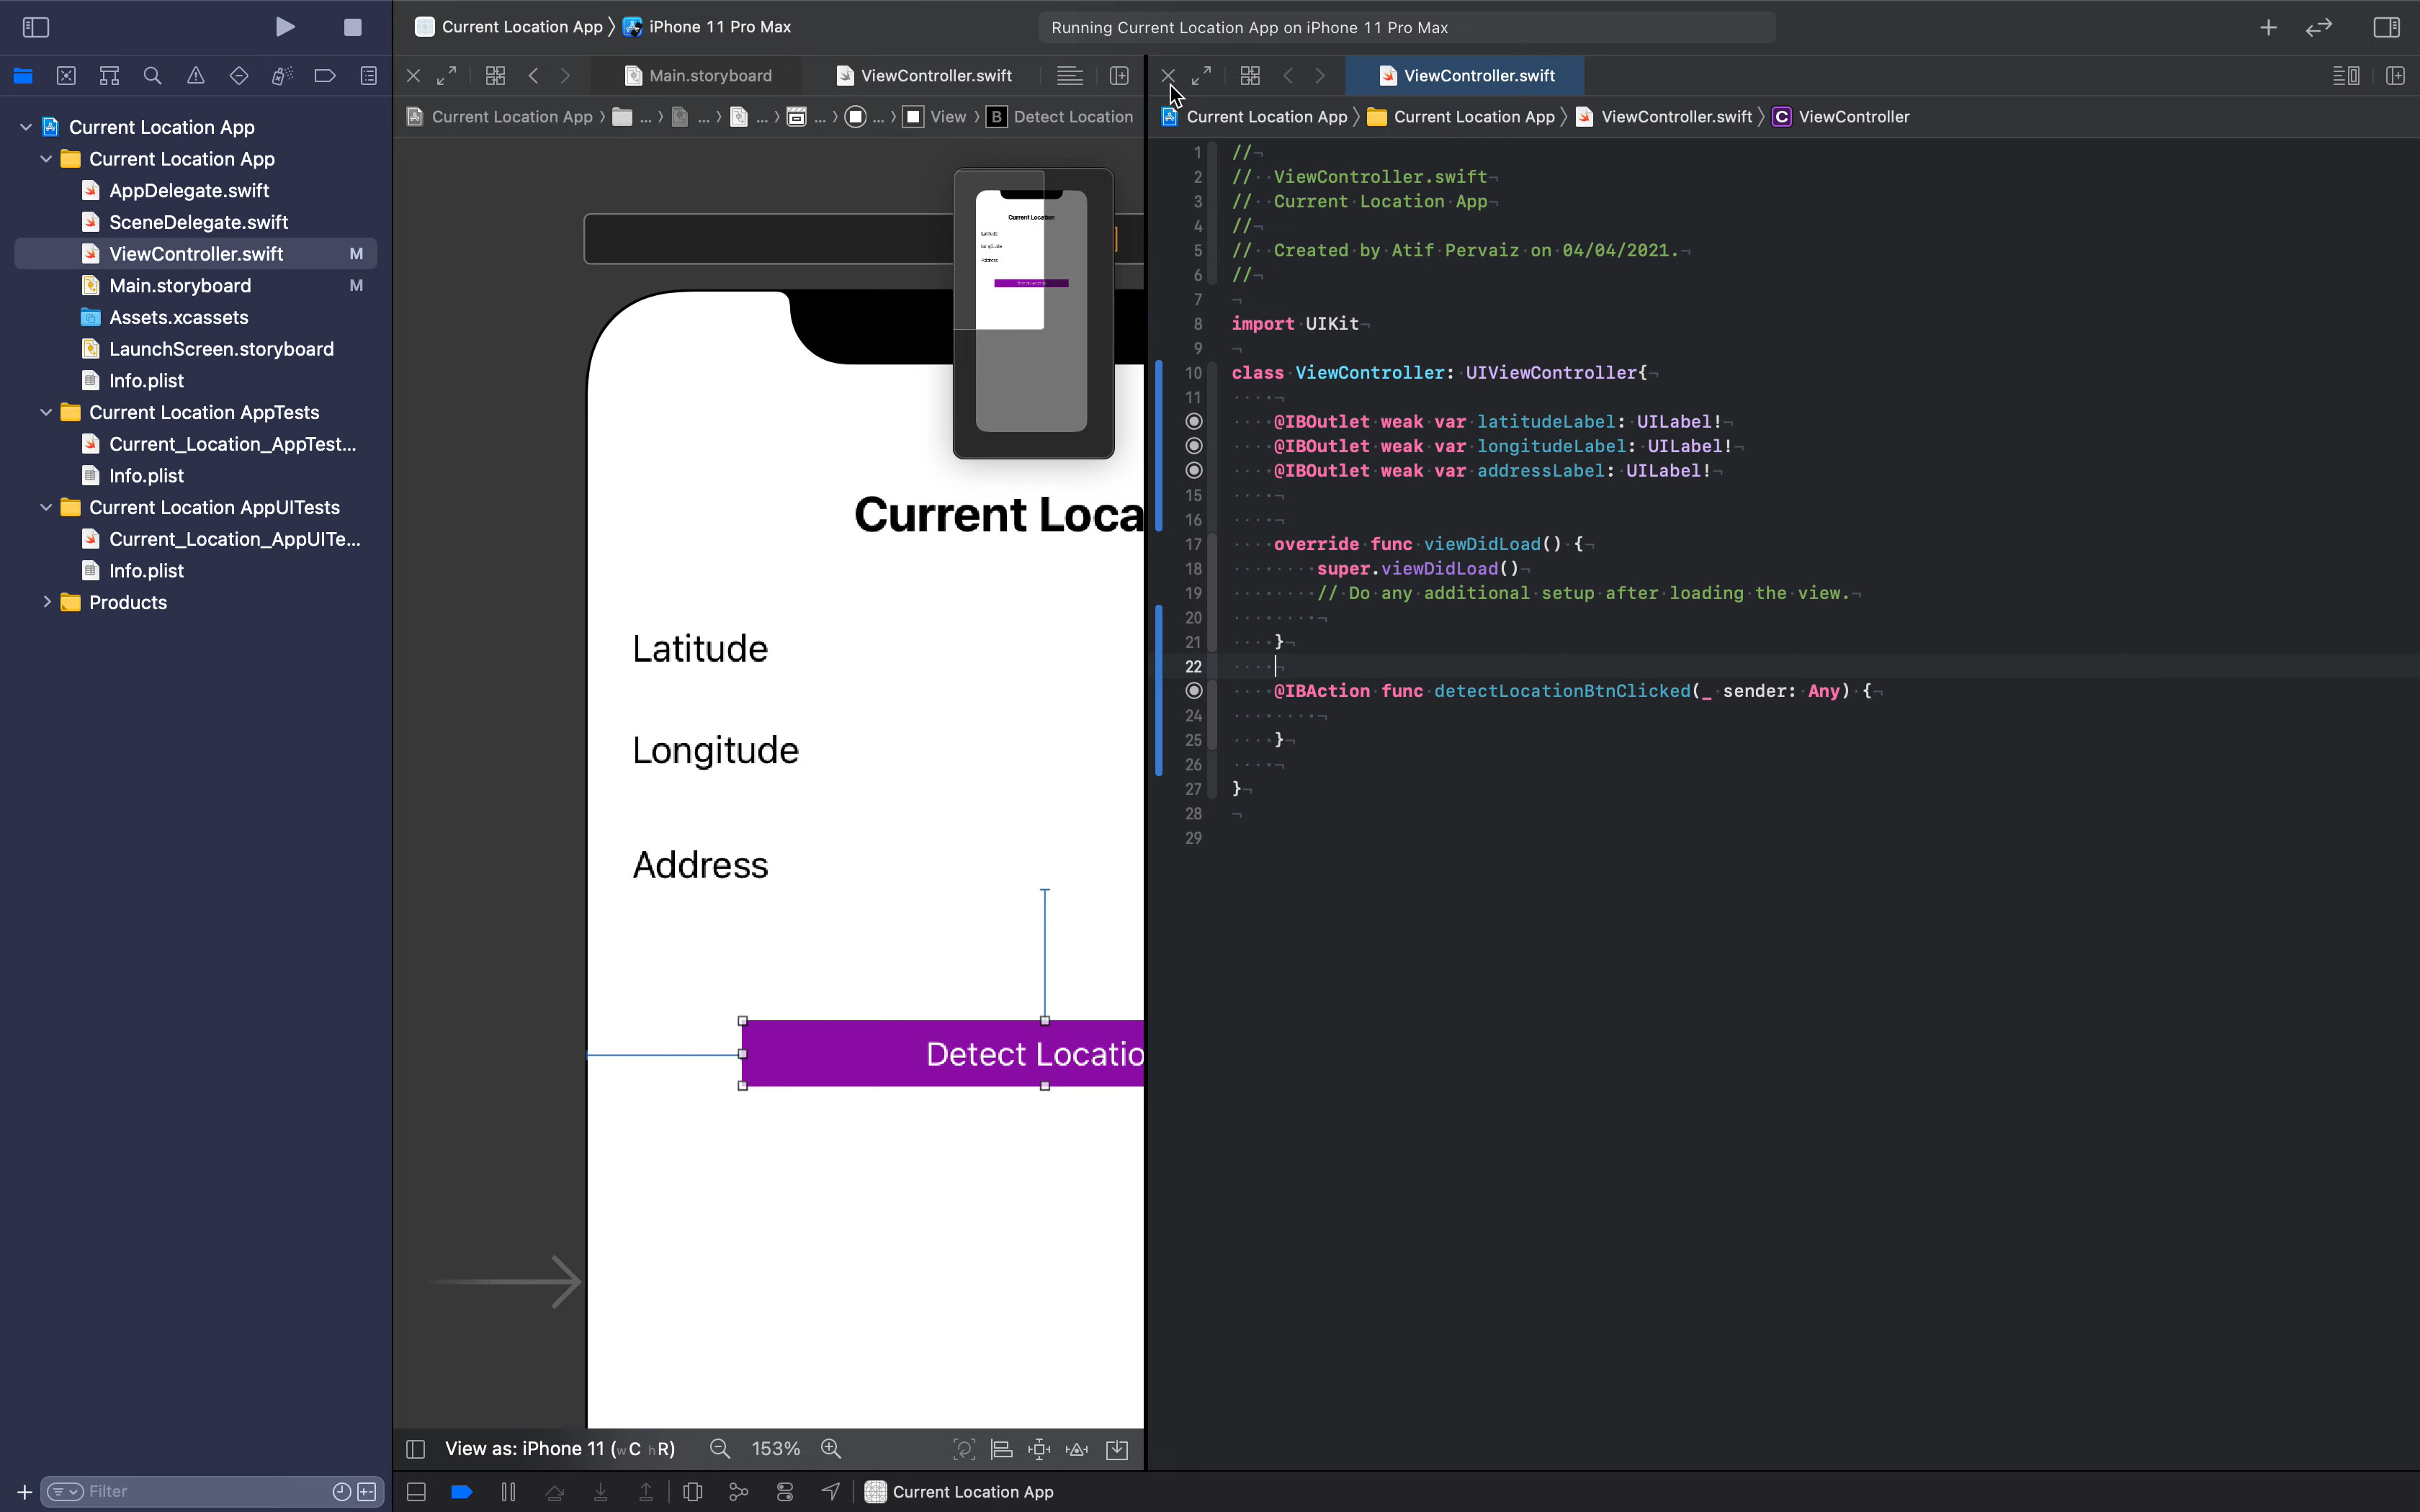 Current Location App 〉 iPhone 11 Pro Max
Running Current Location App on iPhone 11 Pro Max
Main.storyboard
ViewController.swift
ViewController.swift
Current Location App 〉 ... 〉 ... 〉 ... 〉 ... 〉 ... 〉 View 〉 B Detect Location
Current Location App 〉 Current Location App 〉 ViewController.swift 〉 C ViewController
Current Location App
Current Location App
AppDelegate.swift
SceneDelegate.swift
ViewController.swift M
Main.storyboard M
Assets.xcassets
LaunchScreen.storyboard
Info.plist
Current Location AppTests
Current_Location_AppTest...
Info.plist
Current Location AppUITests
Current_Location_AppUITe...
Info.plist
Products
Filter
Current Location
Latitude
Longitude
Address
Detect Location
Current Loca
Latitude
Longitude
Address
Detect Locatio
View as: iPhone 11 (wC hR)
153%
Current Location App
1 //
2 // ViewController.swift
3 // Current Location App
4 //
5 // Created by Atif Pervaiz on 04/04/2021.
6 //
7
8 import UIKit
9
10 class ViewController: UIViewController{
11
@IBOutlet weak var latitudeLabel: UILabel!
@IBOutlet weak var longitudeLabel: UILabel!
@IBOutlet weak var addressLabel: UILabel!
15
16
17 override func viewDidLoad() {
18 super.viewDidLoad()
19 // Do any additional setup after loading the view.
20
21 }
22
@IBAction func detectLocationBtnClicked(_ sender: Any) {
24
25 }
26
27 }
28
29